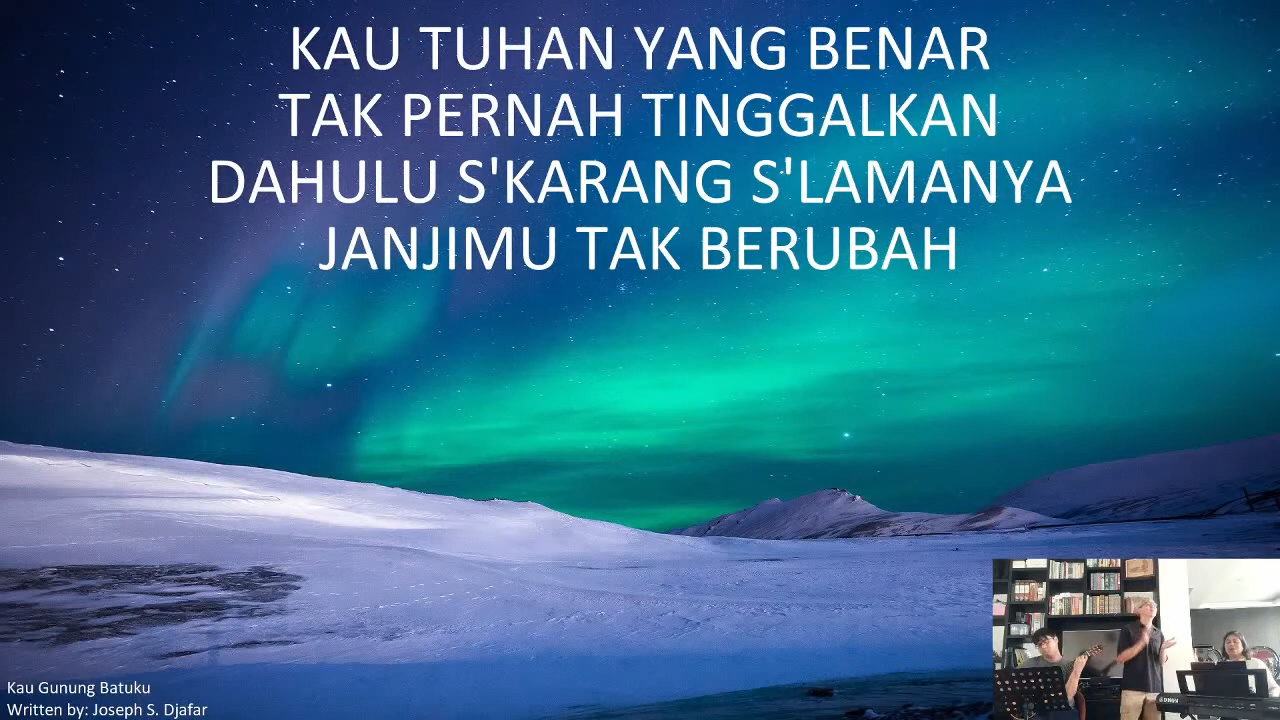 KAU TUHAN YANG BENAR
TAK PERNAH TINGGALKAN
DAHULU S'KARANG S'LAMANYA
JANJIMU TAK BERUBAH
Kau Gunung Batuku
Written by: Joseph S. Djafar